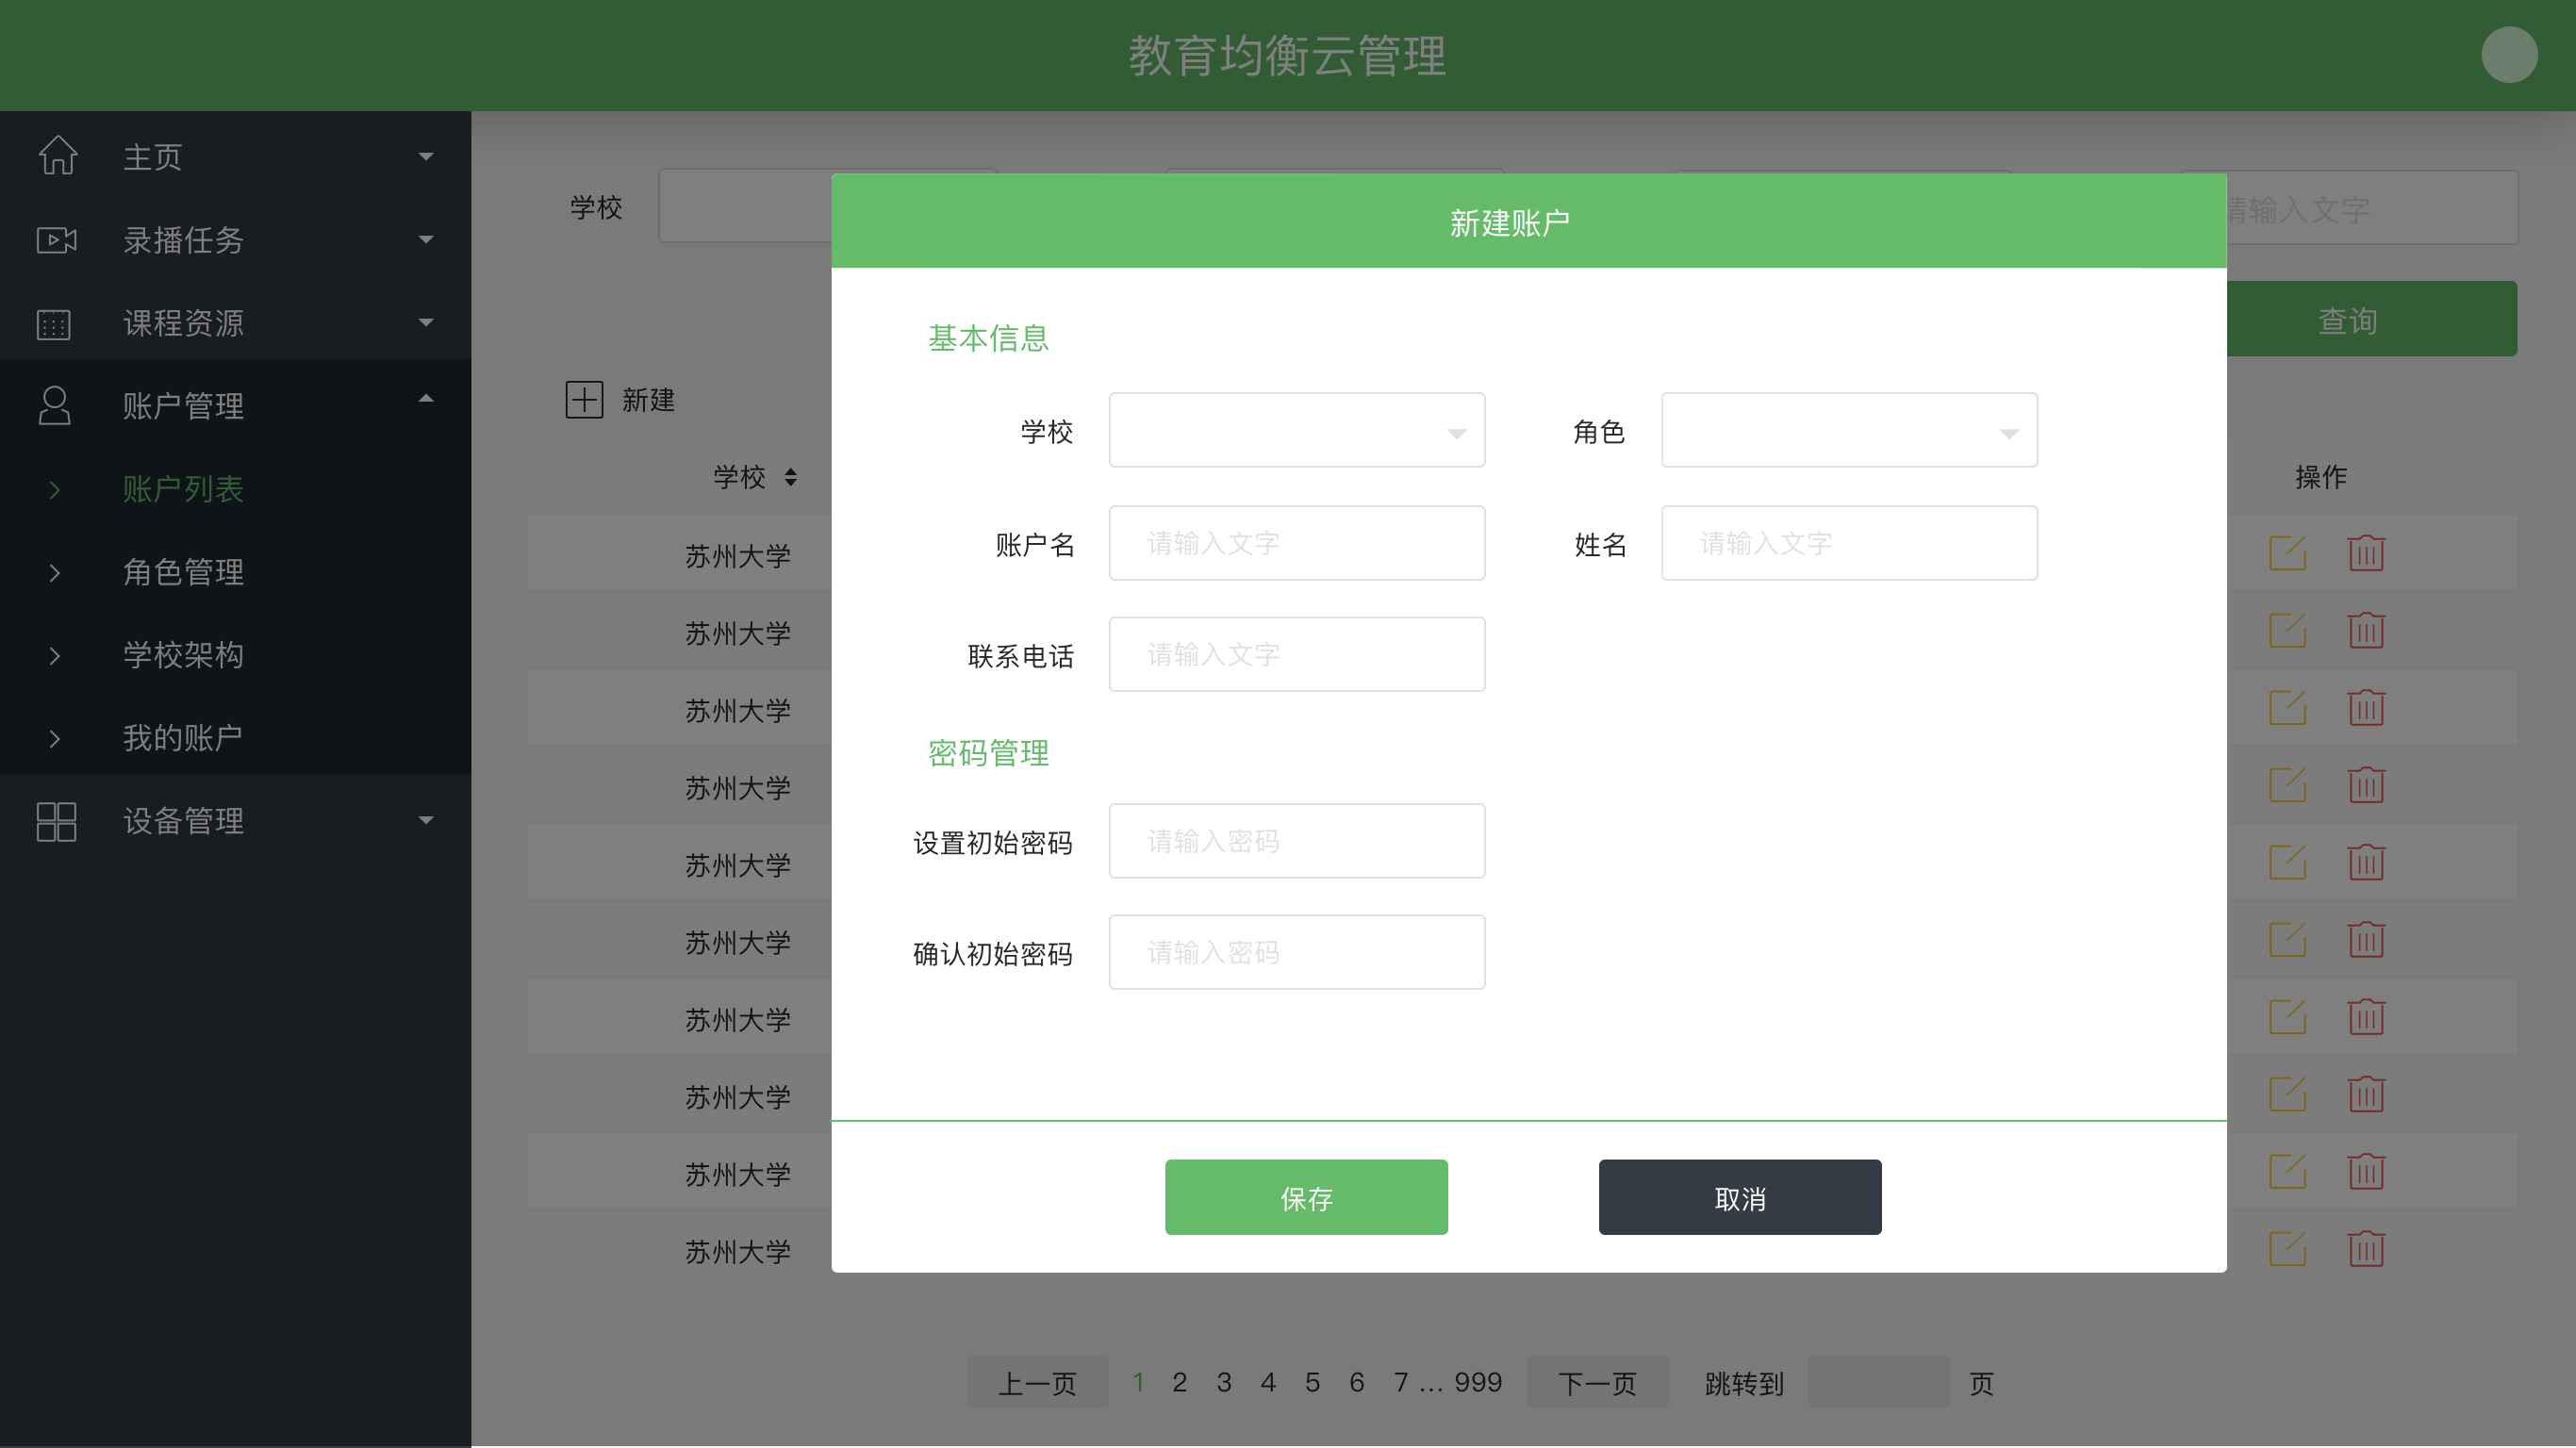 教育均衡云管理
主页
录播任务
课程资源
账户管理
账户列表
角色管理
学校架构
我的账户
设备管理
学校
请输入文字
查询
新建
学校
操作
苏州大学
苏州大学
苏州大学
苏州大学
苏州大学
苏州大学
苏州大学
苏州大学
苏州大学
苏州大学
新建账户
基本信息
学校
角色
账户名 请输入文字
姓名 请输入文字
联系电话 请输入文字
密码管理
设置初始密码 请输入密码
确认初始密码 请输入密码
保存
取消
上一页 1 2 3 4 5 6 7 ... 999 下一页 跳转到 页